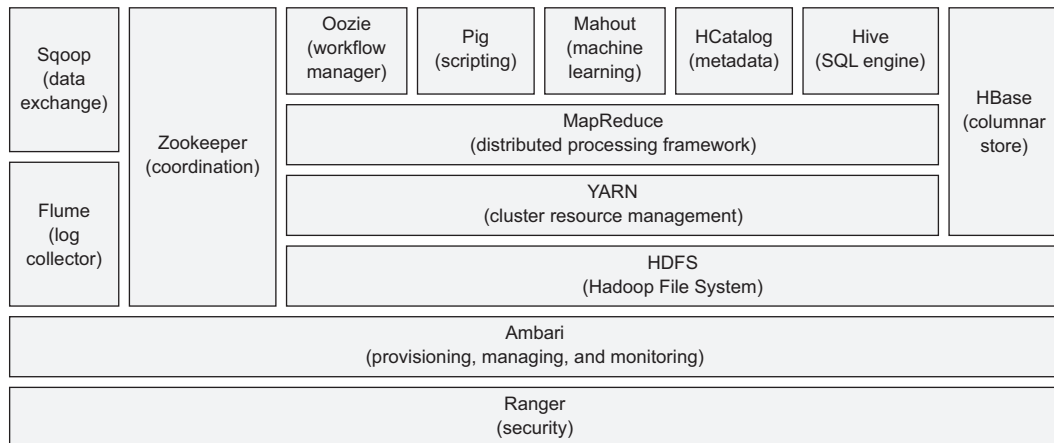 Sqoop
(data
exchange)
Zookeeper
(coordination)
Oozie
(workflow
manager)
Pig
(scripting)
Mahout
(machine
learning)
HCatalog
(metadata)
Hive
(SQL engine)
HBase
(columnar
store)
MapReduce
(distributed processing framework)
Flume
(log
collector)
YARN
(cluster resource management)
HDFS
(Hadoop File System)
Ambari
(provisioning, managing, and monitoring)
Ranger
(security)